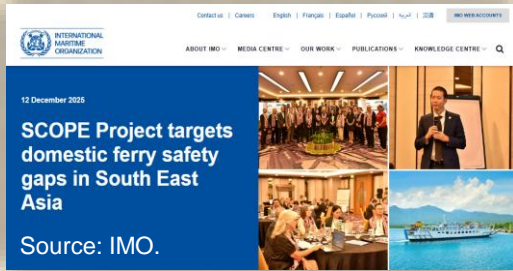 Contact us | Careers English | Français | Español | Русский | العربية | 汉语 IMO WEB ACCOUNTS
INTERNATIONAL
MARITIME
ORGANIZATION
ABOUT IMO MEDIA CENTRE OUR WORK PUBLICATIONS KNOWLEDGE CENTRE
12 December 2025
SCOPE Project targets
domestic ferry safety
gaps in South East
Asia
Source: IMO.